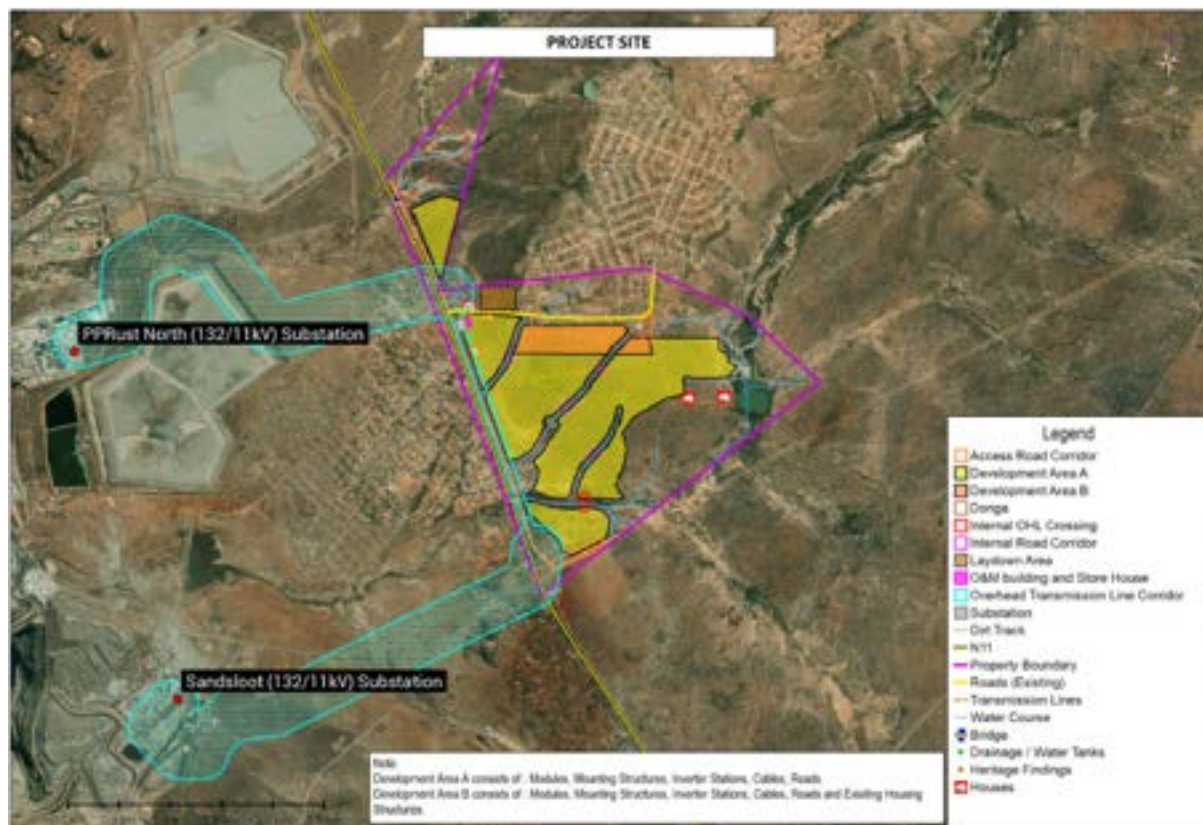 PROJECT SITE
PPRust North (132/11kV) Substation
Sandsloot (132/11kV) Substation
Legend
Access Road Corridor
Development Area A
Development Area B
Donga
Internal OHL Crossing
Internal Road Corridor
Laydown Area
O&M building and Store House
Overhead Transmission Line Corridor
Substation
Dirt Track
N11
Property Boundary
Roads (Existing)
Transmission Lines
Water Course
Bridge
Drainage / Water Tanks
Heritage Findings
Houses
Note
Development Area A consists of : Modules, Mounting Structures, Inverter Stations, Cables, Roads
Development Area B consists of : Modules, Mounting Structures, Inverter Stations, Cables, Roads and Existing Housing
Structures.